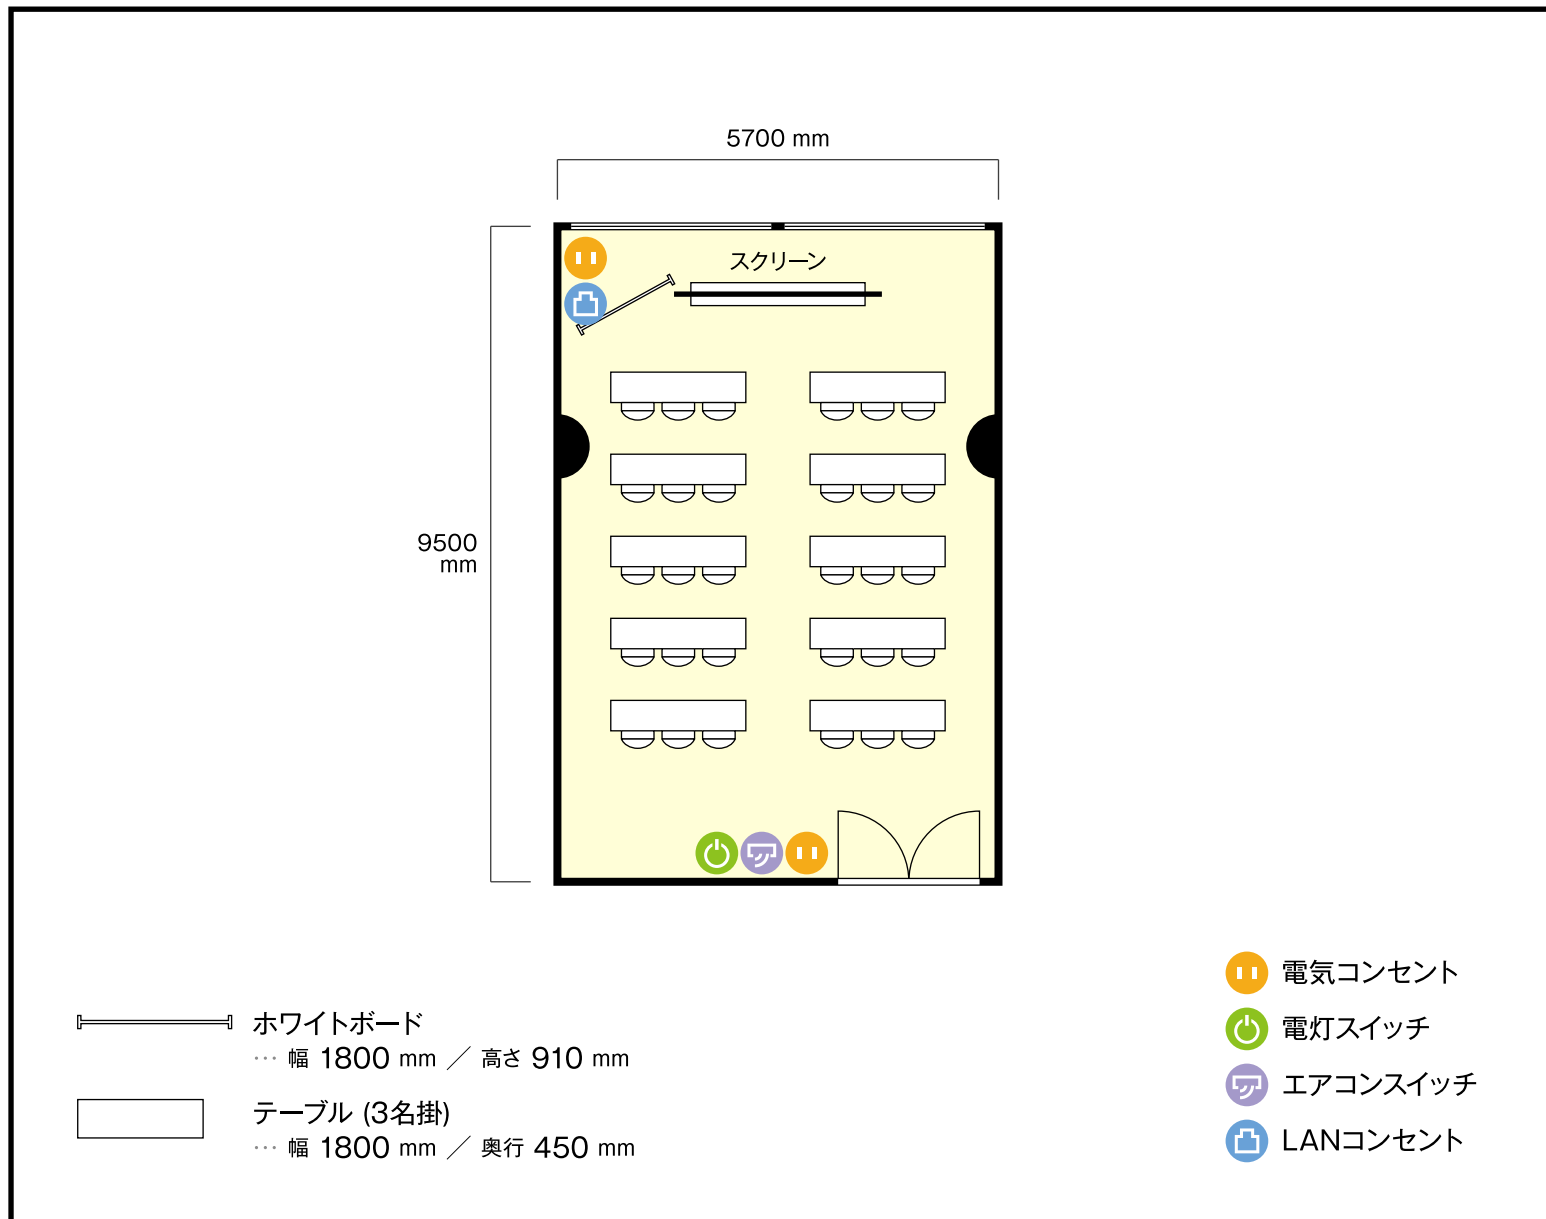 5700 mm
スクリーン
9500
mm
ホワイトボード
… 幅 1800 mm ／ 高さ 910 mm
テーブル (3名掛)
… 幅 1800 mm ／ 奥行 450 mm
電気コンセント
電灯スイッチ
エアコンスイッチ
LANコンセント